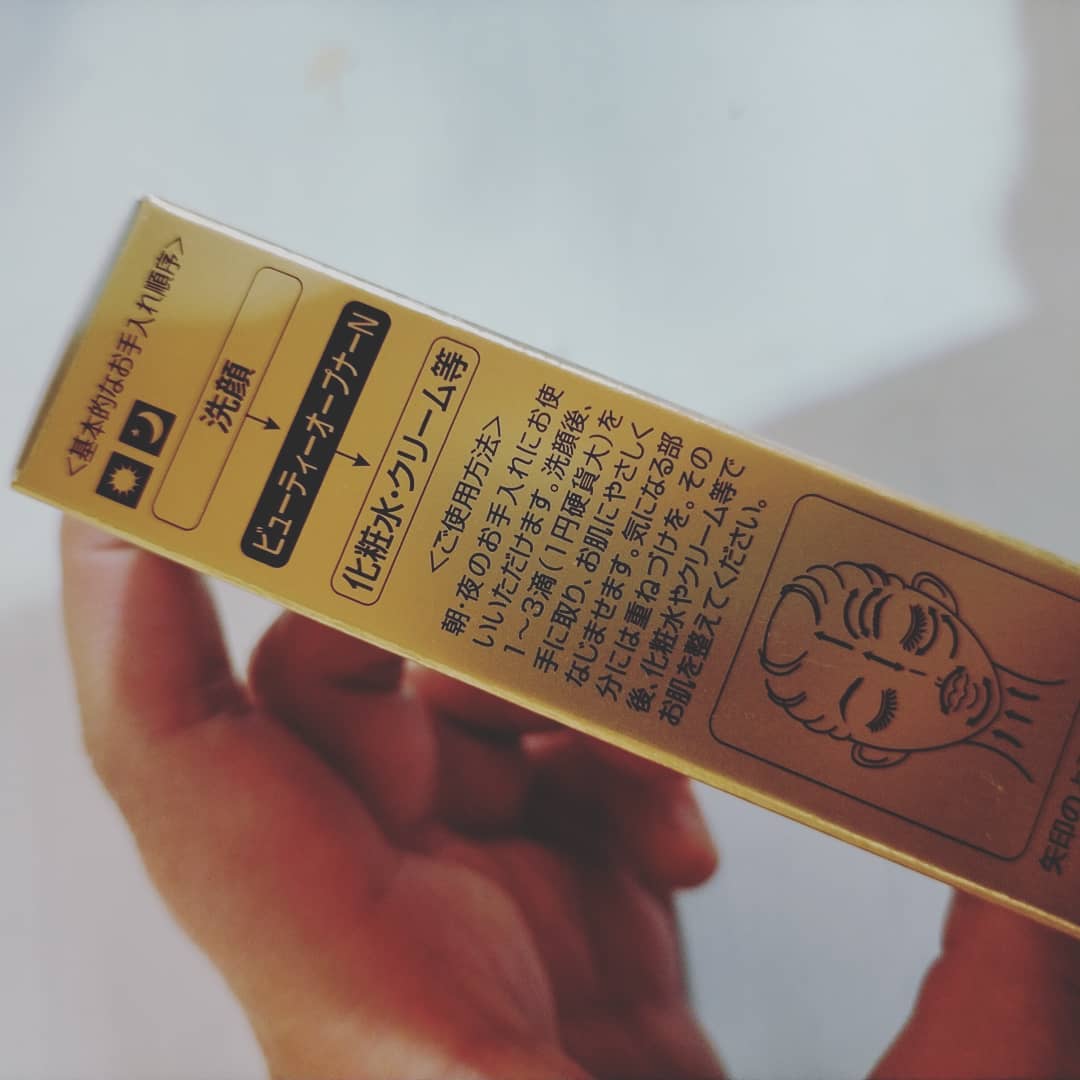 <基本的なお手入れ順序>
洗顔
ビューティーオープナーN
化粧水・クリーム等
<ご使用方法>
朝・夜のお手入れにお使
いいただけます。洗顔後、
1～3滴(1円硬貨大)を
手に取り、お肌にやさしく
なじませます。気になる部
分には重ねづけを。その
後、化粧水やクリーム等で
お肌を整えてください。
矢印の